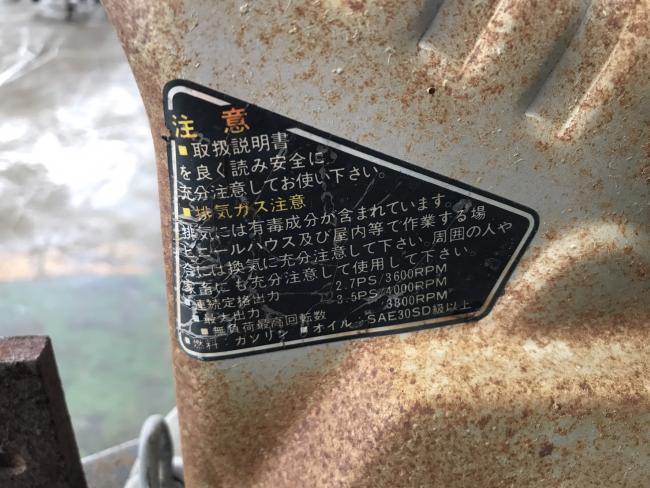 注意
■取扱説明書
を良く読み安全に
充分注意してお使い下さい。
■排気ガス注意
排気には有毒成分が含まれています。
ビニールハウス及び屋内等で作業する場
合には換気に充分注意して下さい。周囲の人や
家畜にも充分注意して使用して下さい。
■連続定格出力 2.7PS/3600RPM
■最大出力 3.5PS/4000RPM
■無負荷最高回転数 3800RPM
■燃料 ガソリン ■オイル SAE30SD級以上